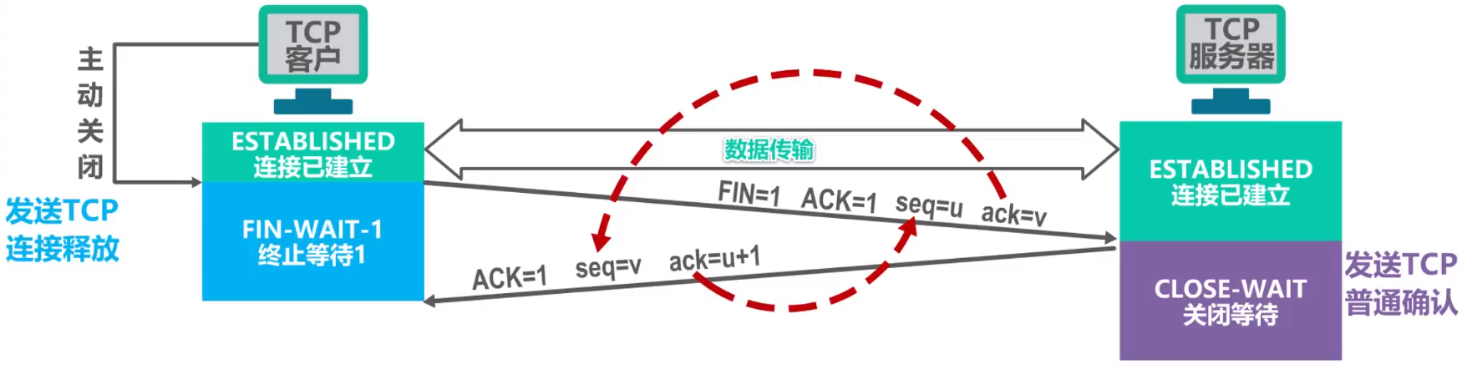 TCP
客户
TCP
服务器
主
动
关
闭
ESTABLISHED
连接已建立
数据传输
ESTABLISHED
连接已建立
发送TCP
连接释放
FIN-WAIT-1
终止等待1
FIN=1 ACK=1 seq=u ack=v
ACK=1 seq=v ack=u+1
CLOSE-WAIT
关闭等待
发送TCP
普通确认